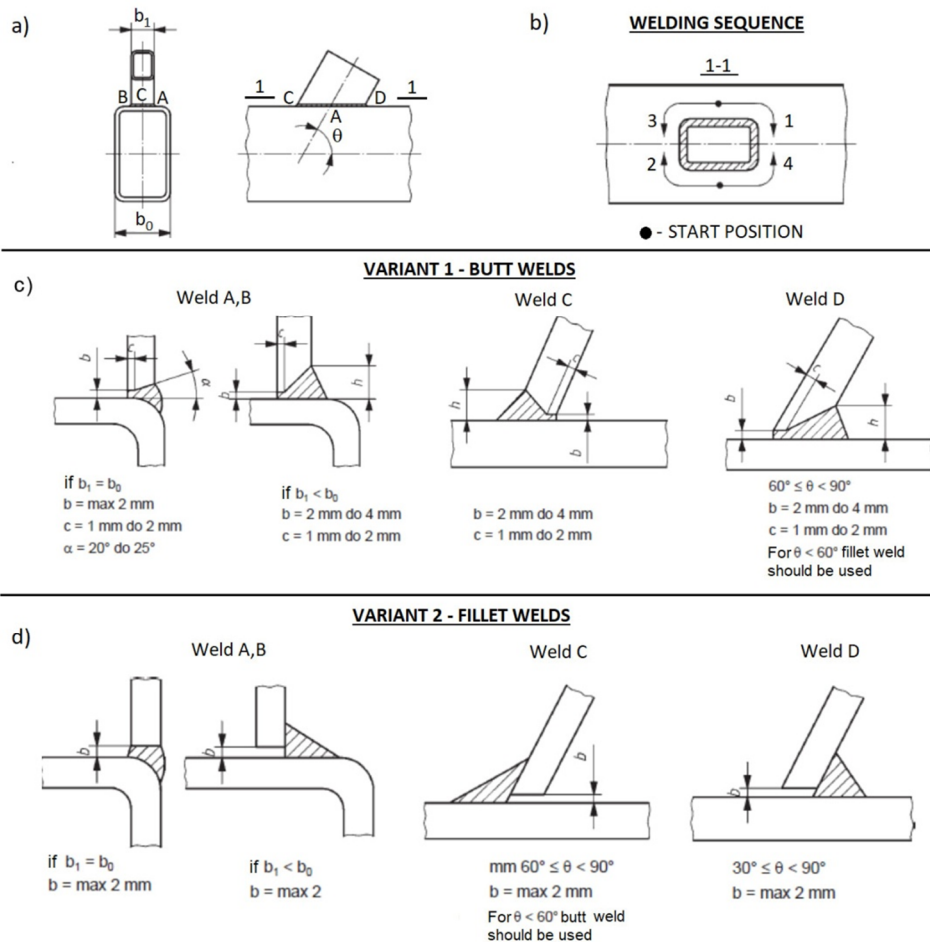 a)
b₁
B C A
b₀
1 C D 1
A
θ
b) WELDING SEQUENCE
1-1
3 1
2 4
● - START POSITION
VARIANT 1 - BUTT WELDS
c)
Weld A,B
Weld C
Weld D
b c α
b c h
h c b
b c h
if b₁ = b₀
b = max 2 mm
c = 1 mm do 2 mm
α = 20° do 25°
if b₁ < b₀
b = 2 mm do 4 mm
c = 1 mm do 2 mm
b = 2 mm do 4 mm
c = 1 mm do 2 mm
60° ≤ θ < 90°
b = 2 mm do 4 mm
c = 1 mm do 2 mm
For θ < 60° fillet weld
should be used
VARIANT 2 - FILLET WELDS
d)
Weld A,B
Weld C
Weld D
b
b
b
b
if b₁ = b₀
b = max 2 mm
if b₁ < b₀
b = max 2
mm 60° ≤ θ < 90°
b = max 2 mm
For θ < 60° butt weld
should be used
30° ≤ θ < 90°
b = max 2 mm